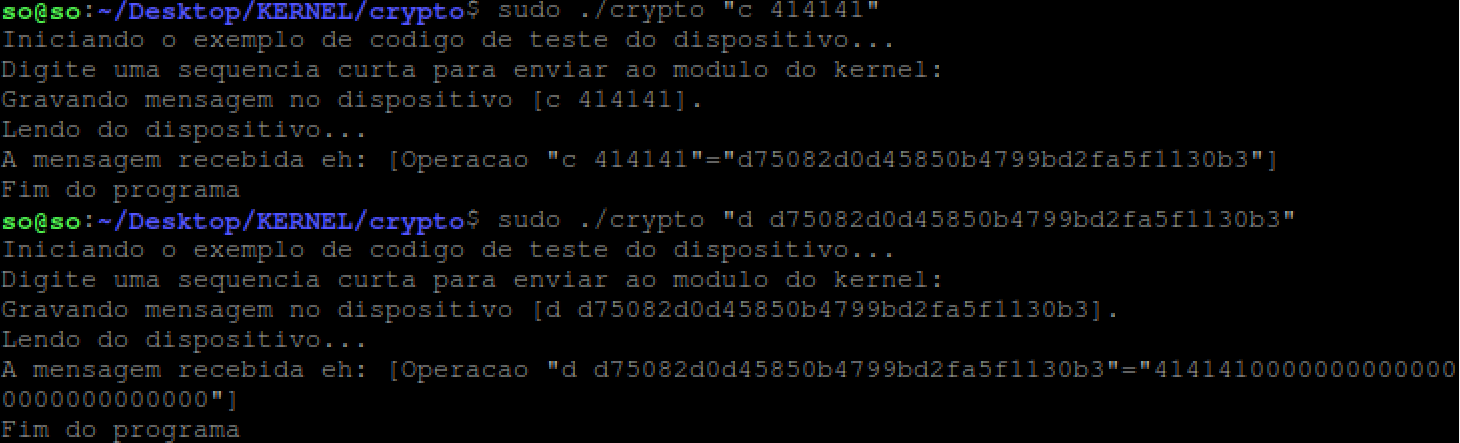 so@so:~/Desktop/KERNEL/crypto$ sudo ./crypto "c 414141"
Iniciando o exemplo de codigo de teste do dispositivo...
Digite uma sequencia curta para enviar ao modulo do kernel:
Gravando mensagem no dispositivo [c 414141].
Lendo do dispositivo...
A mensagem recebida eh: [Operacao "c 414141"="d75082d0d45850b4799bd2fa5f1130b3"]
Fim do programa
so@so:~/Desktop/KERNEL/crypto$ sudo ./crypto "d d75082d0d45850b4799bd2fa5f1130b3"
Iniciando o exemplo de codigo de teste do dispositivo...
Digite uma sequencia curta para enviar ao modulo do kernel:
Gravando mensagem no dispositivo [d d75082d0d45850b4799bd2fa5f1130b3].
Lendo do dispositivo...
A mensagem recebida eh: [Operacao "d d75082d0d45850b4799bd2fa5f1130b3"="4141410000000000000
0000000000000"]
Fim do programa